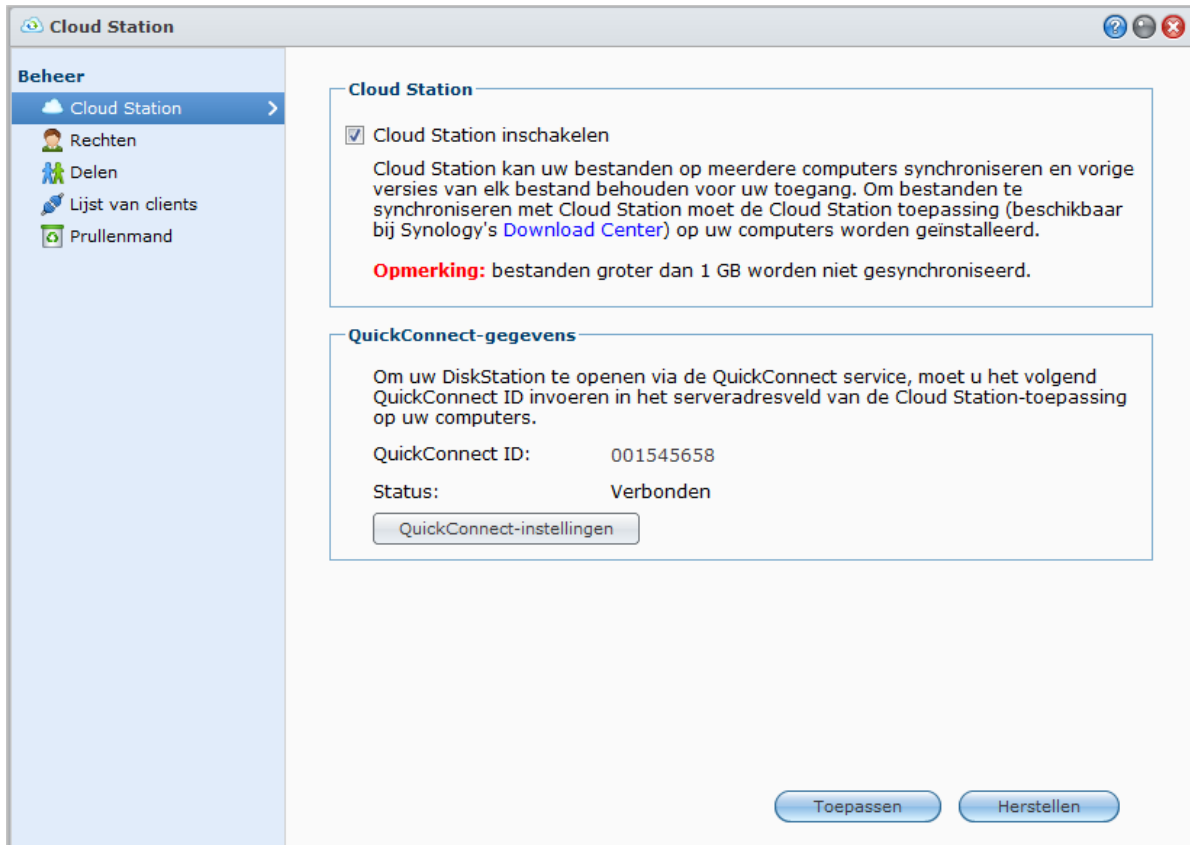 Cloud Station
Beheer
Cloud Station
Rechten
Delen
Lijst van clients
Prullenmand
Cloud Station
Cloud Station inschakelen
Cloud Station kan uw bestanden op meerdere computers synchroniseren en vorige
versies van elk bestand behouden voor uw toegang. Om bestanden te
synchroniseren met Cloud Station moet de Cloud Station toepassing (beschikbaar
bij Synology's Download Center) op uw computers worden geïnstalleerd.
Opmerking: bestanden groter dan 1 GB worden niet gesynchroniseerd.
QuickConnect-gegevens
Om uw DiskStation te openen via de QuickConnect service, moet u het volgend
QuickConnect ID invoeren in het serveradresveld van de Cloud Station-toepassing
op uw computers.
QuickConnect ID: 001545658
Status: Verbonden
QuickConnect-instellingen
Toepassen Herstellen